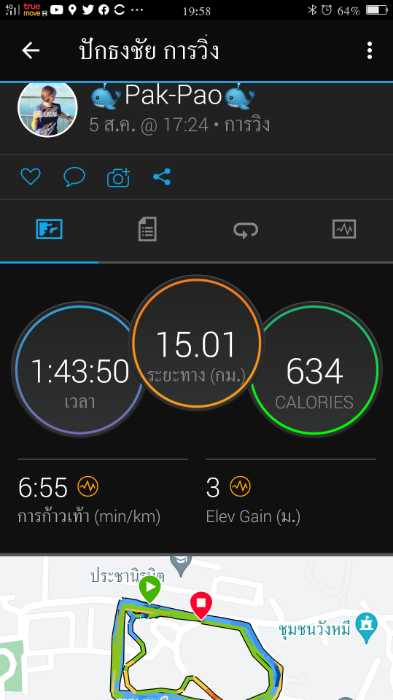 4G true move H 19:58 64%
ปักธงชัย การวิ่ง
Pak-Pao
5 ส.ค. @ 17:24 • การวิ่ง
1:43:50
เวลา
15.01
ระยะทาง (กม.)
634
CALORIES
6:55
การก้าวเท้า (min/km)
3
Elev Gain (ม.)
ประชานิรมิต
ชุมชนวังหมี